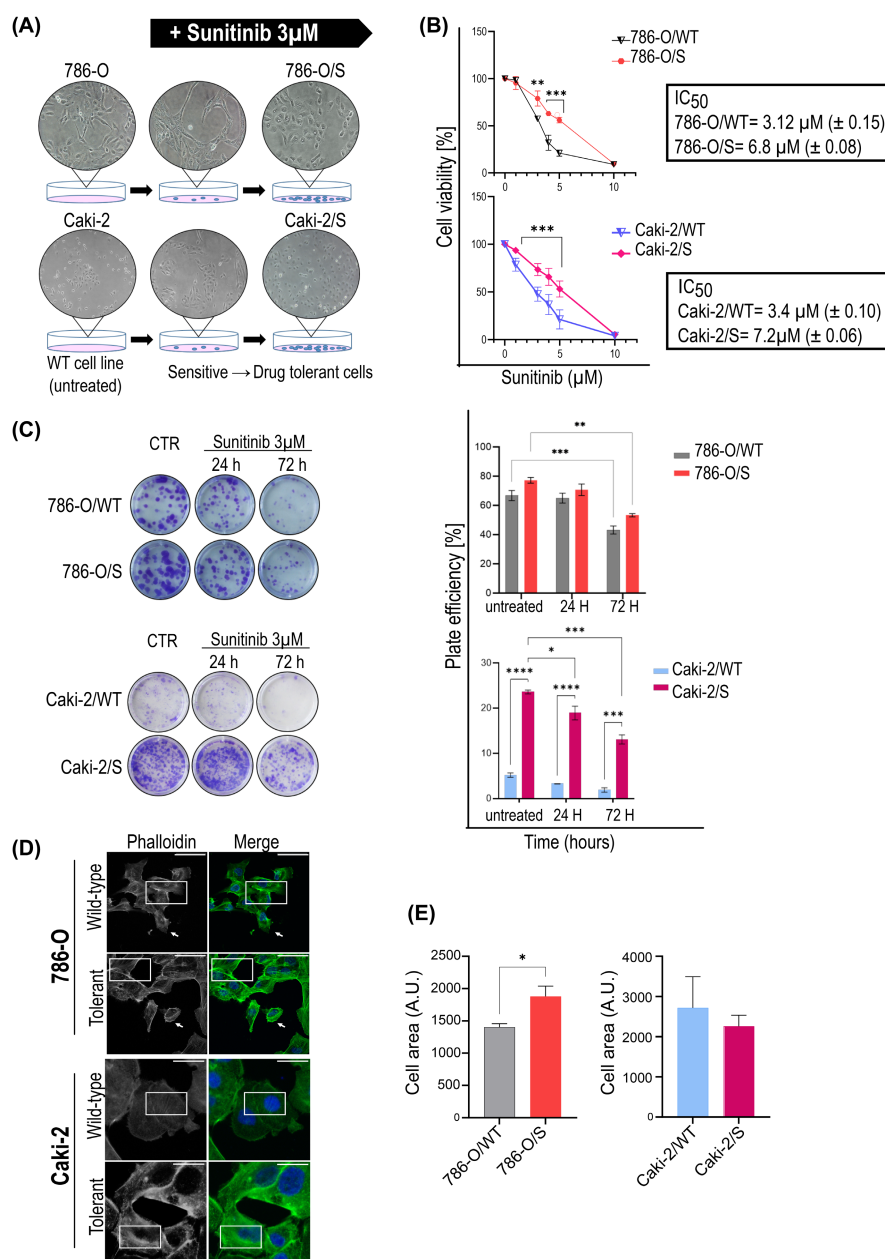 (A)
+ Sunitinib 3µM
786-O
786-O/S
Caki-2
Caki-2/S
WT cell line
(untreated)
Sensitive → Drug tolerant cells
(B)
Cell viability [%]
786-O/WT
786-O/S
**
***
100
50
0
0
5
10
IC50
786-O/WT= 3.12 µM (± 0.15)
786-O/S= 6.8 µM (± 0.08)
Caki-2/WT
Caki-2/S
***
100
50
0
0
5
10
Sunitinib (µM)
IC50
Caki-2/WT= 3.4 µM (± 0.10)
Caki-2/S= 7.2µM (± 0.06)
(C)
CTR
Sunitinib 3µM
24 h
72 h
786-O/WT
786-O/S
CTR
Sunitinib 3µM
24 h
72 h
Caki-2/WT
Caki-2/S
Plate efficiency [%]
100
80
60
40
20
0
**
***
786-O/WT
786-O/S
untreated
24 H
72 H
30
20
10
0
***
*
****
****
***
Caki-2/WT
Caki-2/S
untreated
24 H
72 H
Time (hours)
(D)
Phalloidin
Merge
786-O
Wild-type
Tolerant
Caki-2
Wild-type
Tolerant
(E)
Cell area (A.U.)
2500
2000
1500
1000
500
0
*
786-O/WT
786-O/S
Cell area (A.U.)
4000
3000
2000
1000
0
Caki-2/WT
Caki-2/S